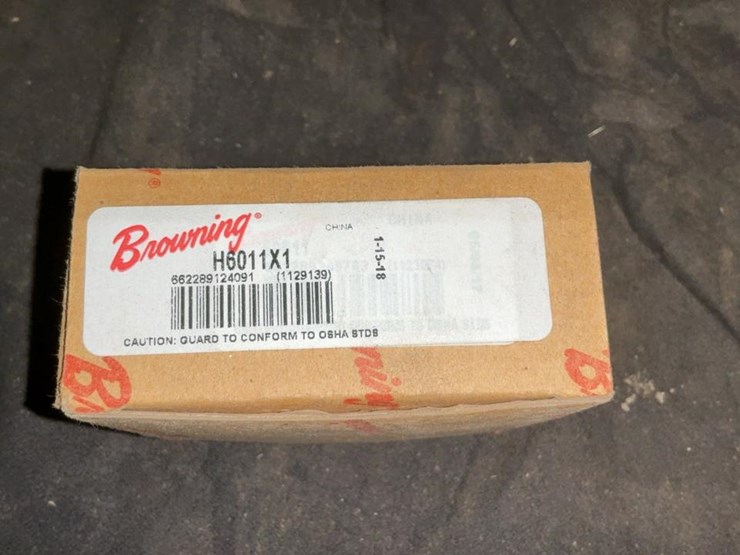 Browning®
CHINA
H6011X1
1-15-18
662289124091 (1129139)
CAUTION: GUARD TO CONFORM TO OSHA STDS